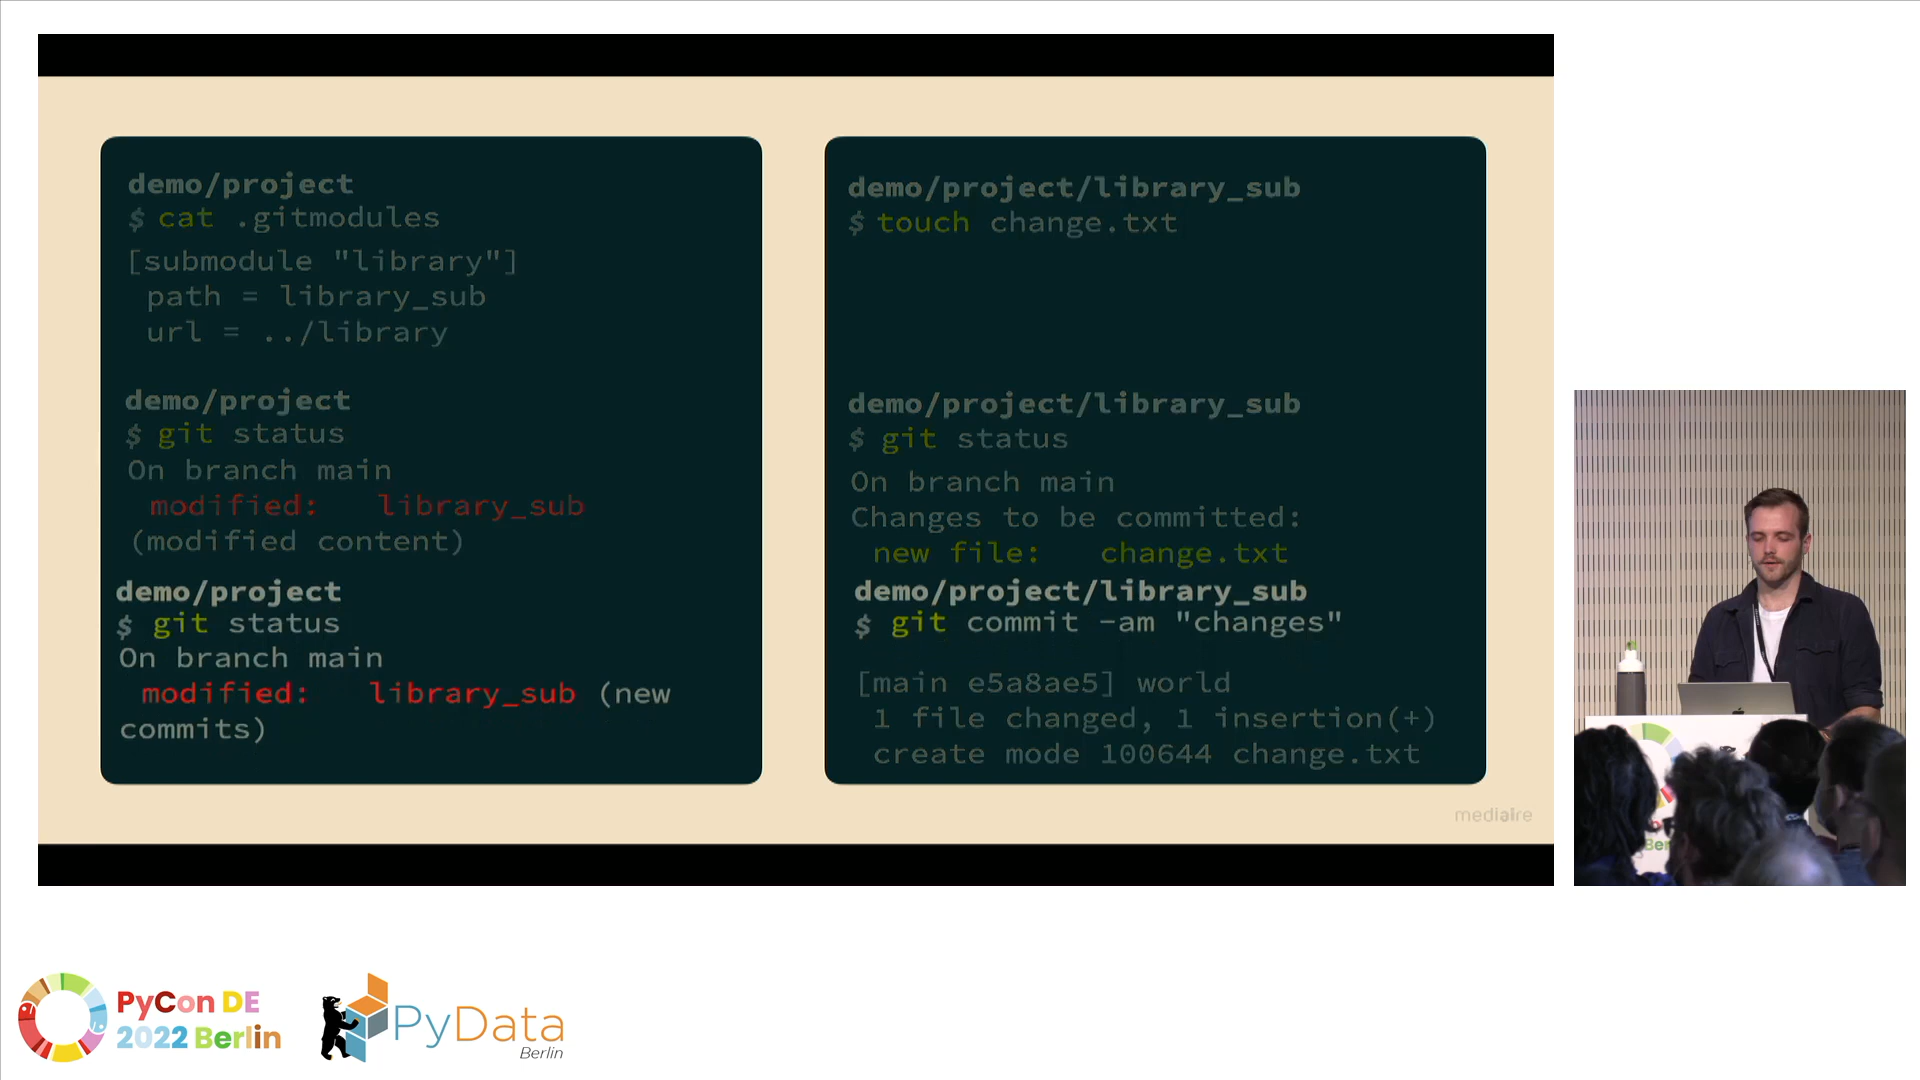 demo/project
$ cat .gitmodules
[submodule "library"]
path = library_sub
url = ../library
demo/project
$ git status
On branch main
modified: library_sub
(modified content)
demo/project
$ git status
On branch main
modified: library_sub (new
commits)
demo/project/library_sub
$ touch change.txt
demo/project/library_sub
$ git status
On branch main
Changes to be committed:
new file: change.txt
demo/project/library_sub
$ git commit -am "changes"
[main e5a8ae5] world
1 file changed, 1 insertion(+)
create mode 100644 change.txt
mediaire
Ber
PyCon DE
2022 Berlin
PyData
Berlin